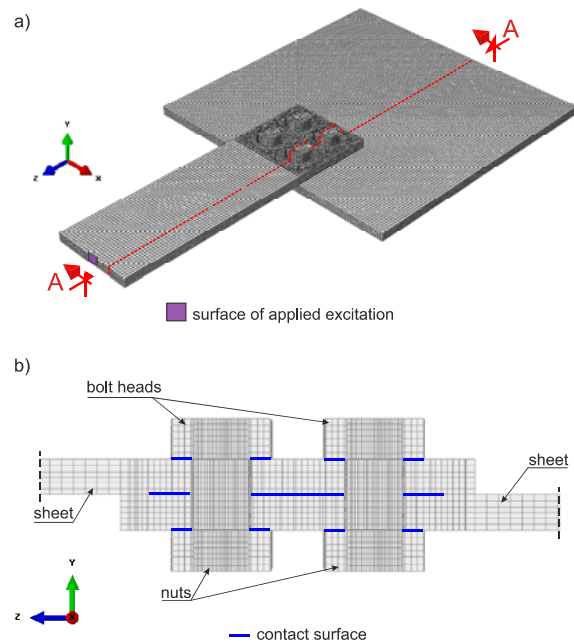 a)
A
Y
Z
X
A
surface of applied excitation
b)
bolt heads
sheet
sheet
Y
nuts
Z
X
contact surface